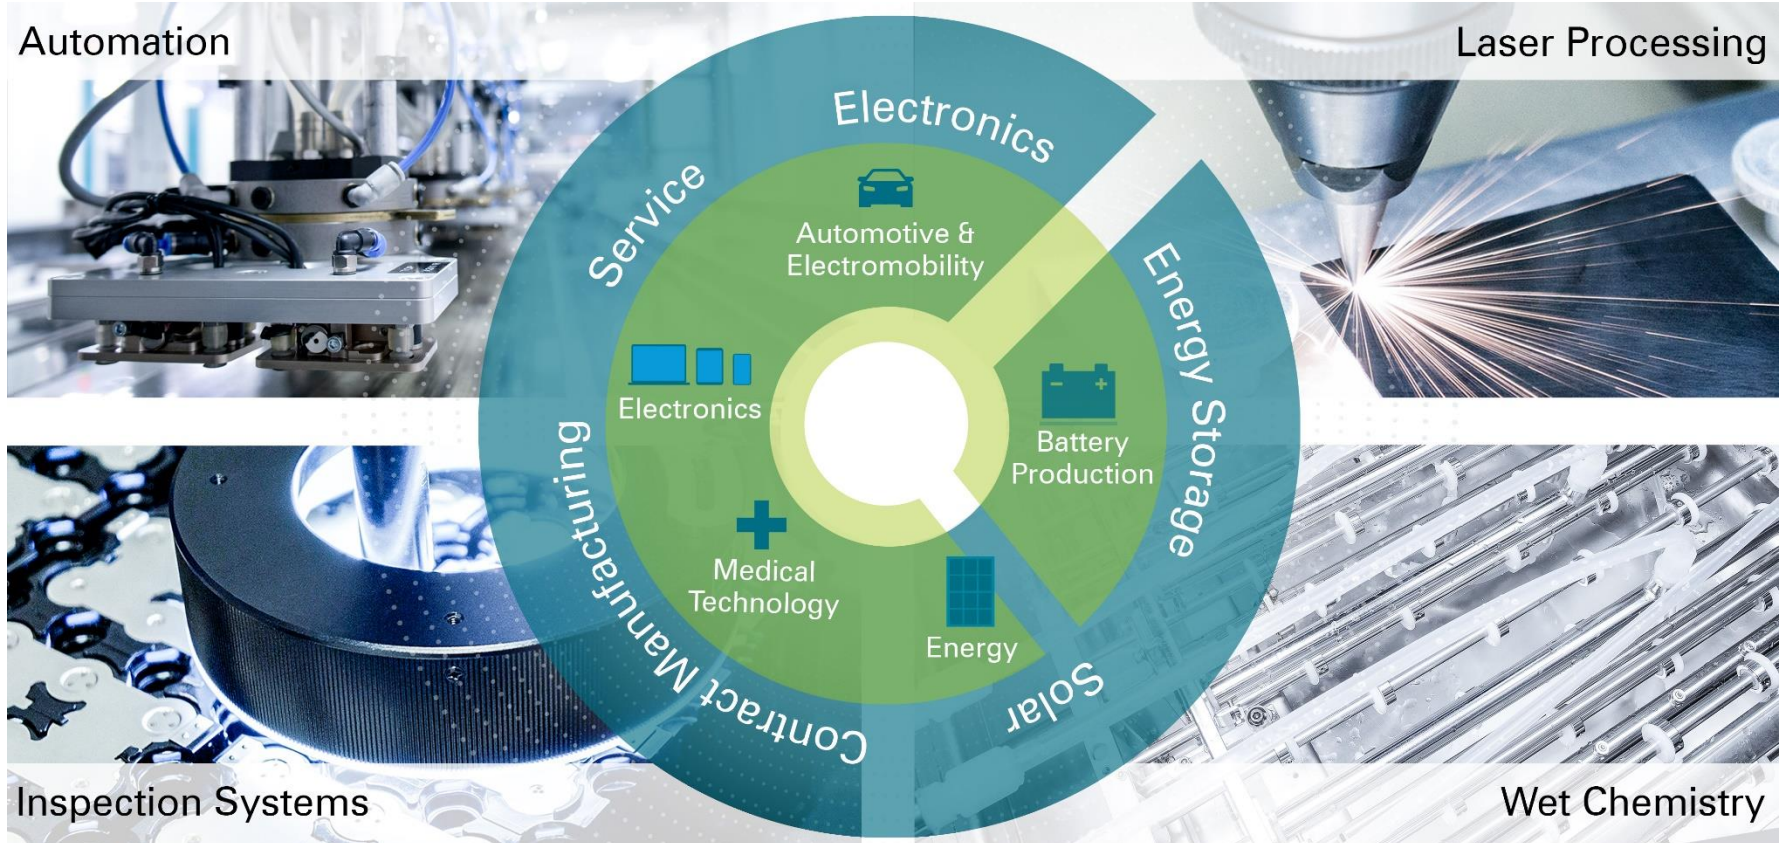 Automation
Laser Processing
Electronics
Service
Energy Storage
Contract Manufacturing
Solar
Automotive &
Electromobility
Electronics
Battery
Production
Medical
Technology
Energy
Inspection Systems
Wet Chemistry